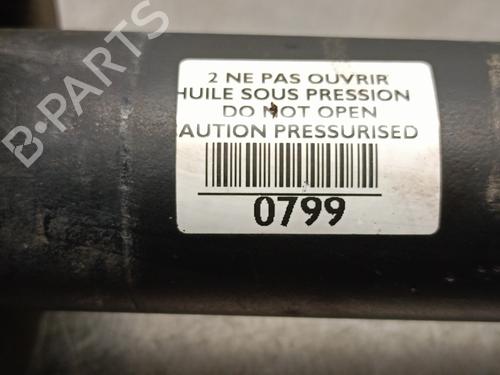 B-PARTS
2 NE PAS OUVRIR
HUILE SOUS PRESSION
DO NOT OPEN
AUTION PRESSURISED
0799